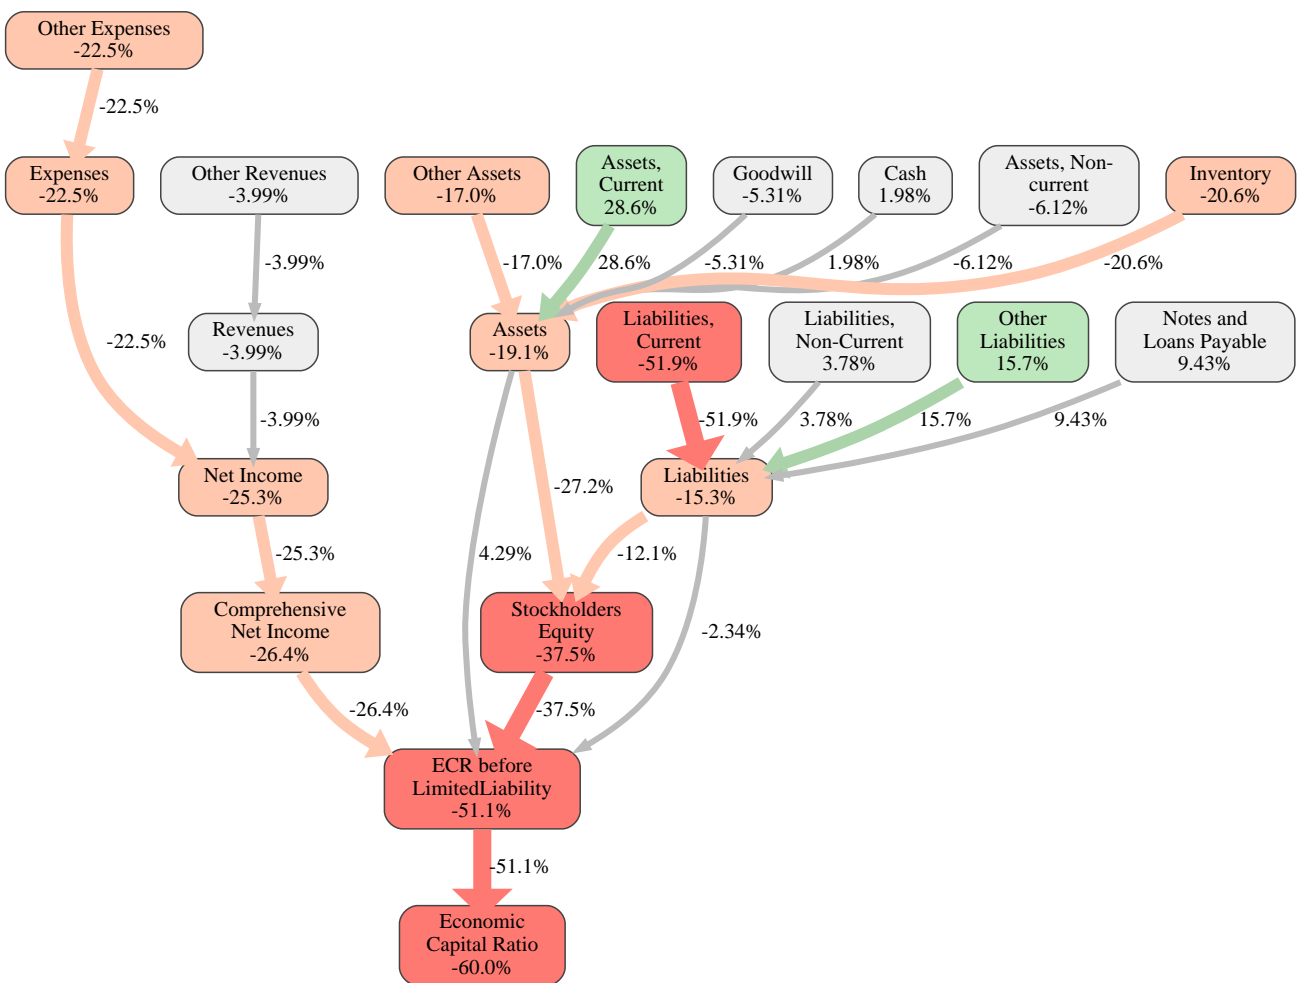 Other Expenses
-22.5%
-22.5%
Expenses
-22.5%
Other Revenues
-3.99%
Other Assets
-17.0%
Assets,
Current
28.6%
Goodwill
-5.31%
Cash
1.98%
Assets, Non-
current
-6.12%
Inventory
-20.6%
-3.99%
-17.0%
28.6%
-5.31%
1.98%
-6.12%
-20.6%
-22.5%
Revenues
-3.99%
Assets
-19.1%
Liabilities,
Current
-51.9%
Liabilities,
Non-Current
3.78%
Other
Liabilities
15.7%
Notes and
Loans Payable
9.43%
-3.99%
-51.9%
3.78%
15.7%
9.43%
Net Income
-25.3%
-27.2%
Liabilities
-15.3%
-25.3%
4.29%
-12.1%
Comprehensive
Net Income
-26.4%
Stockholders
Equity
-37.5%
-2.34%
-26.4%
-37.5%
ECR before
LimitedLiability
-51.1%
-51.1%
Economic
Capital Ratio
-60.0%